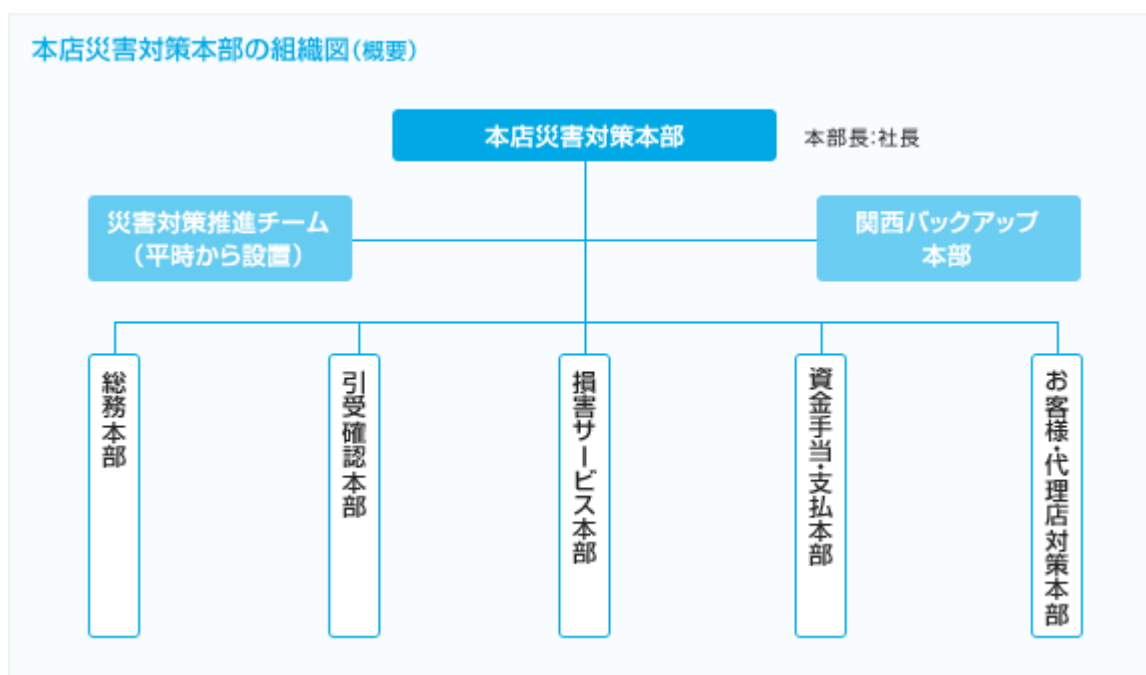 本店災害対策本部の組織図(概要)
本店災害対策本部
本部長:社長
災害対策推進チーム
(平時から設置)
関西バックアップ
本部
総務本部
引受確認本部
損害サービス本部
資金手当・支払本部
お客様・代理店対策本部